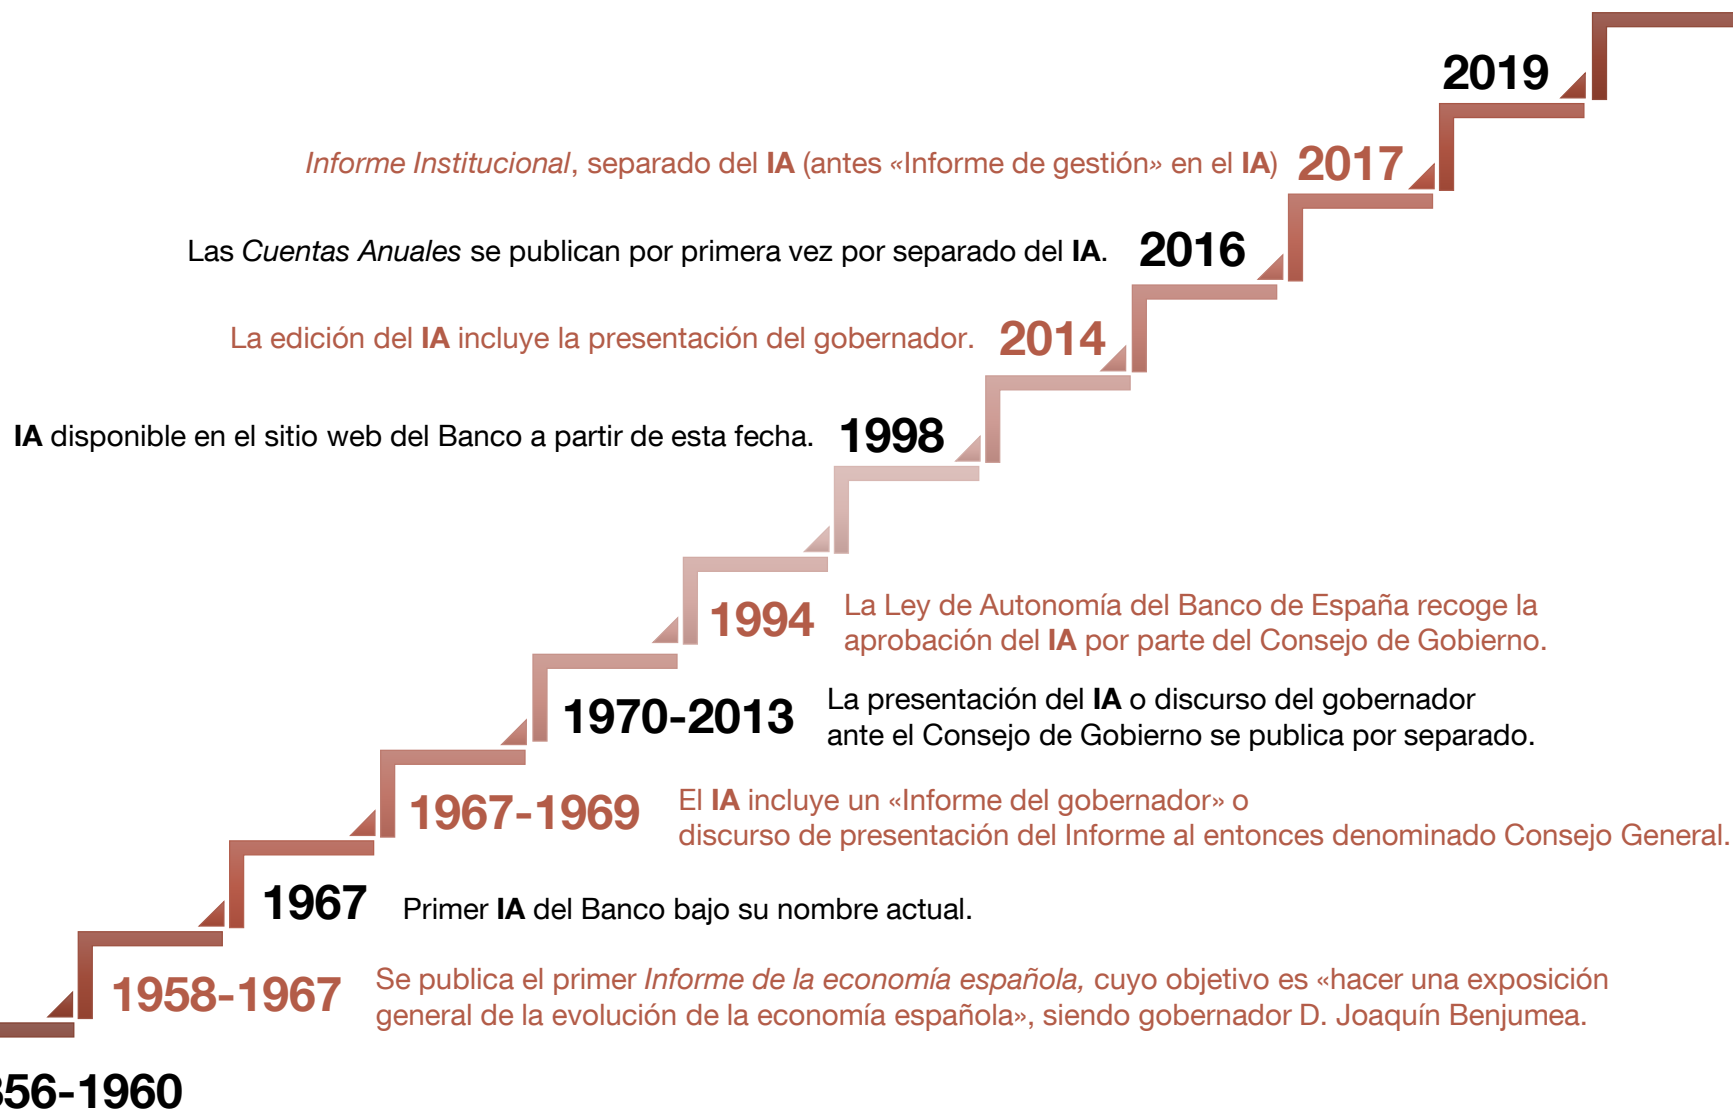 2019
Informe Institucional, separado del IA (antes «Informe de gestión» en el IA) 2017
Las Cuentas Anuales se publican por primera vez por separado del IA. 2016
La edición del IA incluye la presentación del gobernador. 2014
IA disponible en el sitio web del Banco a partir de esta fecha. 1998
1994
La Ley de Autonomía del Banco de España recoge la
aprobación del IA por parte del Consejo de Gobierno.
1970-2013
La presentación del IA o discurso del gobernador
ante el Consejo de Gobierno se publica por separado.
1967-1969
El IA incluye un «Informe del gobernador» o
discurso de presentación del Informe al entonces denominado Consejo General.
1967 Primer IA del Banco bajo su nombre actual.
1958-1967
Se publica el primer Informe de la economía española, cuyo objetivo es «hacer una exposición
general de la evolución de la economía española», siendo gobernador D. Joaquín Benjumea.
56-1960